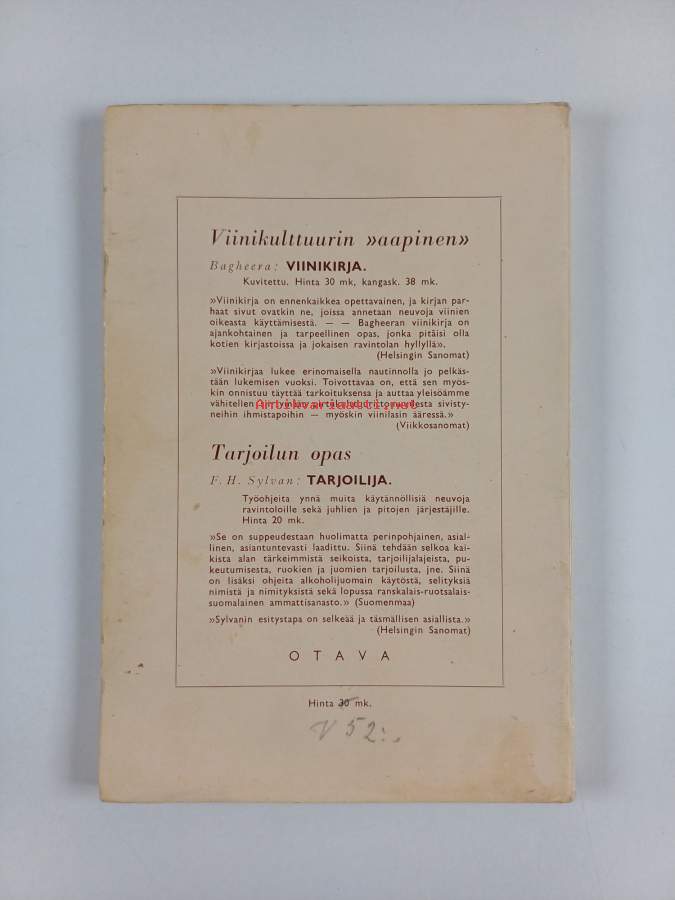 Viinikulttuurin »aapinen»
Bagheera: VIINIKIRJA.
Kuvitettu. Hinta 30 mk, kangask. 38 mk.
»Viinikirja on ennenkaikkea opettavainen, ja kirjan par-
haat sivut ovatkin ne, joissa annetaan neuvoja viinien
oikeasta käyttämisestä. — — Bagheeran viinikirja on
ajankohtainen ja tarpeellinen opas, jonka pitäisi olla
kotien kirjastoissa ja jokaisen ravintolan hyllyllä».
(Helsingin Sanomat)
»Viinikirjaa lukee erinomaisella nautinnolla jo pelkäs-
tään lukemisen vuoksi. Toivottavaa on, että sen myös-
kin onnistuu täyttää tarkoituksensa ja auttaa yleisöämme
vähitellen siirtymään
Antikvariaatti.net
sivisty-
neihin ihmistapoihin — myöskin viinilasin ääressä.»
(Viikkosanomat)
Tarjoilun opas
F. H. Sylvan: TARJOILIJA.
Työohjeita ynnä muita käytännöllisiä neuvoja
ravintoloille sekä juhlien ja pitojen järjestäjille.
Hinta 20 mk.
»Se on suppeudestaan huolimatta perinpohjainen, asial-
linen, asiantuntevasti laadittu. Siinä tehdään selkoa kai-
kista alan tärkeimmistä seikoista, tarjoilijalajeista, pu-
keutumisesta, ruokien ja juomien tarjoilusta, jne. Siinä
on lisäksi ohjeita alkoholijuomain käytöstä, selityksiä
nimistä ja nimityksistä sekä lopussa ranskalais-ruotsalais-
suomalainen ammattisanasto.» (Suomenmaa)
»Sylvanin esitystapa on selkeää ja täsmällisen asiallista.»
(Helsingin Sanomat)
OTAVA
Hinta 30 mk.
V 52:-